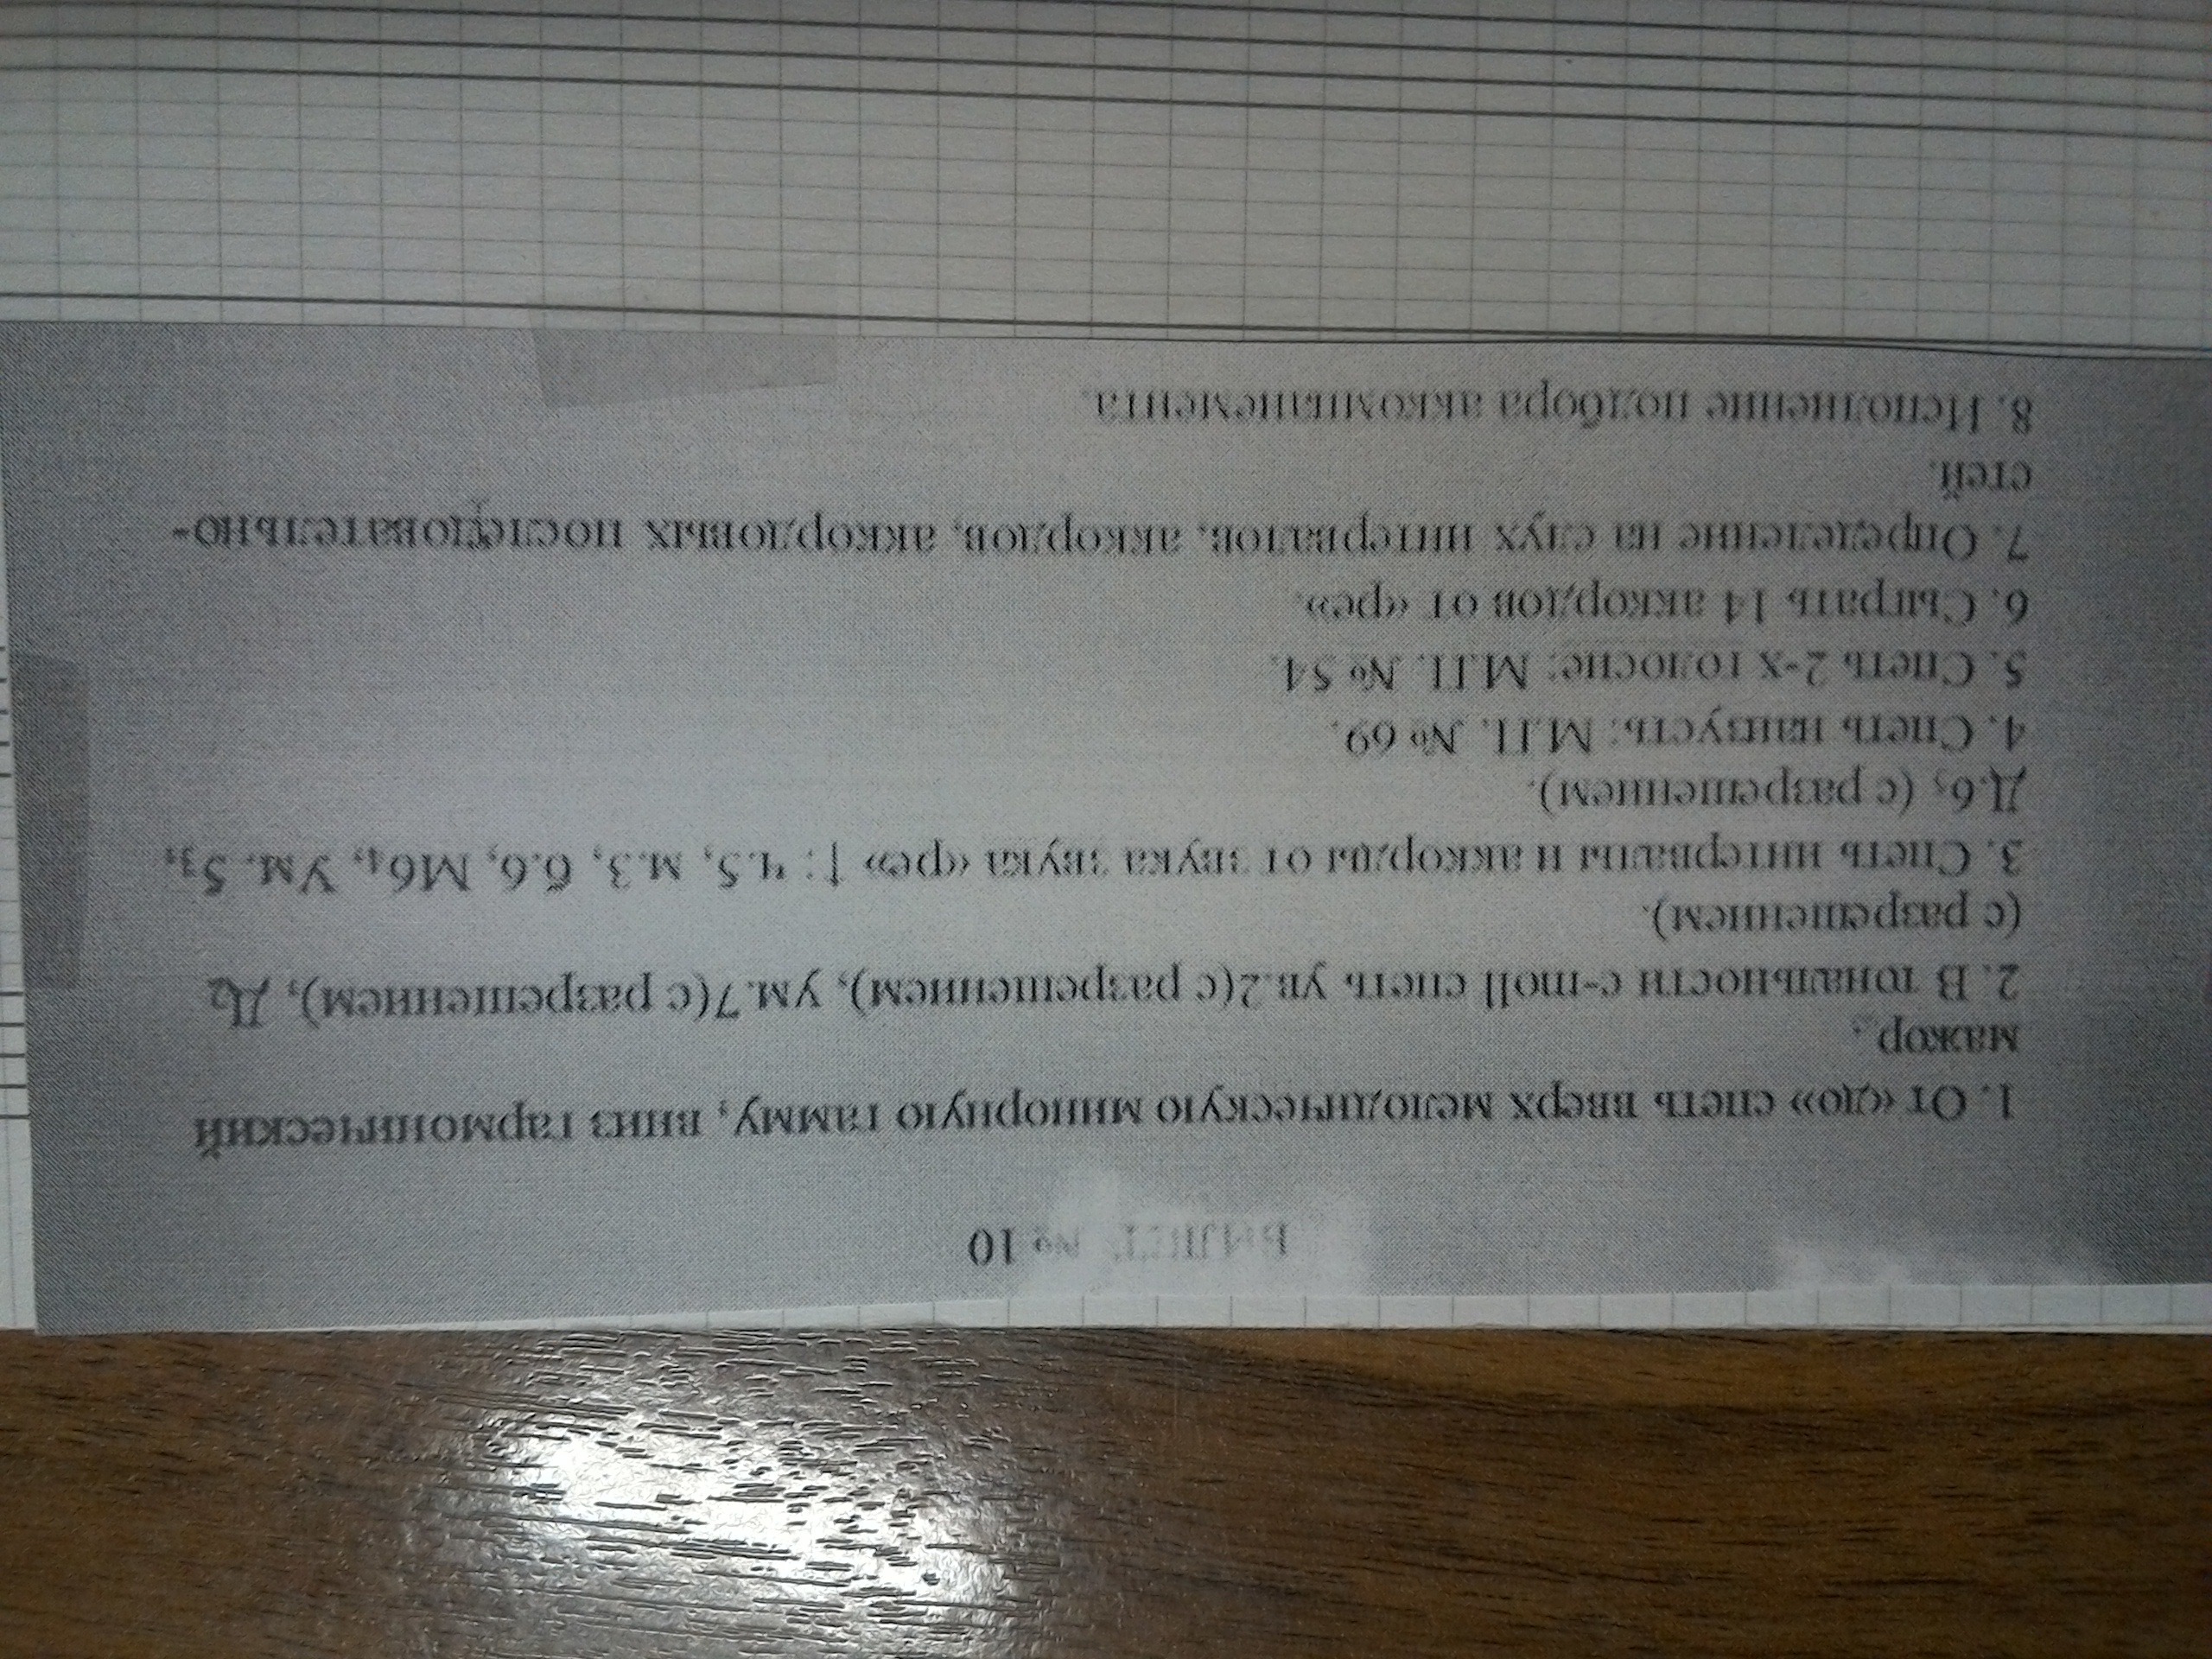 БИЛЕТ № 10
1. От «до» спеть вверх мелодическую минорную гамму, вниз гармонический
мажор.
2. В тональности c-moll спеть ув.2(с разрешением), ум.7(с разрешением), Д₂
(с разрешением).
3. Спеть интервалы и аккорды от звука звука «ре» ↑: ч.5, м.3, б.6, М6₄, Ум. 5₃,
Д.6₅ (с разрешением).
4. Спеть наизусть: М.П. № 69.
5. Спеть 2-х голосие: М.П. № 54.
6. Сыграть 14 аккордов от «ре».
7. Определение на слух интервалов, аккордов, аккордовых последовательно-
стей.
8. Исполнение подбора аккомпанемента.